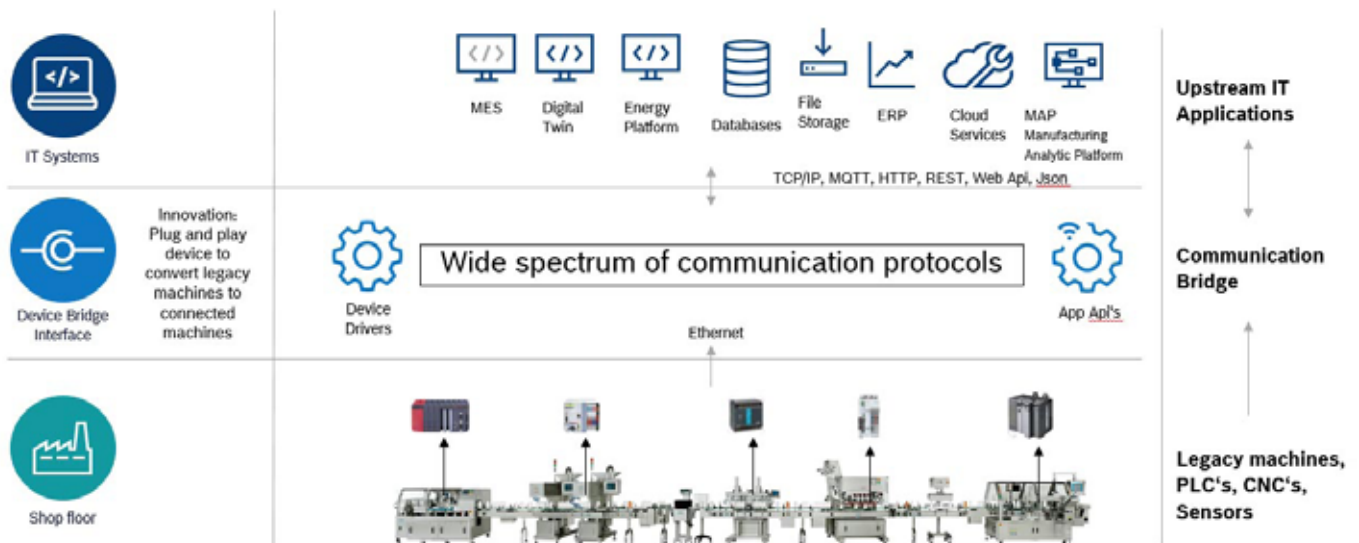 MES
Digital
Twin
Energy
Platform
Databases
File
Storage
ERP
Cloud
Services
MAP
Manufacturing
Analytic Platform
Upstream IT
Applications
IT Systems
TCP/IP, MQTT, HTTP, REST, Web Api, Json
Device Bridge
Interface
Innovation:
Plug and play
device to
convert legacy
machines to
connected
machines
Device
Drivers
Wide spectrum of communication protocols
App Api's
Communication
Bridge
Ethernet
Shop floor
Legacy machines,
PLC‘s, CNC‘s,
Sensors